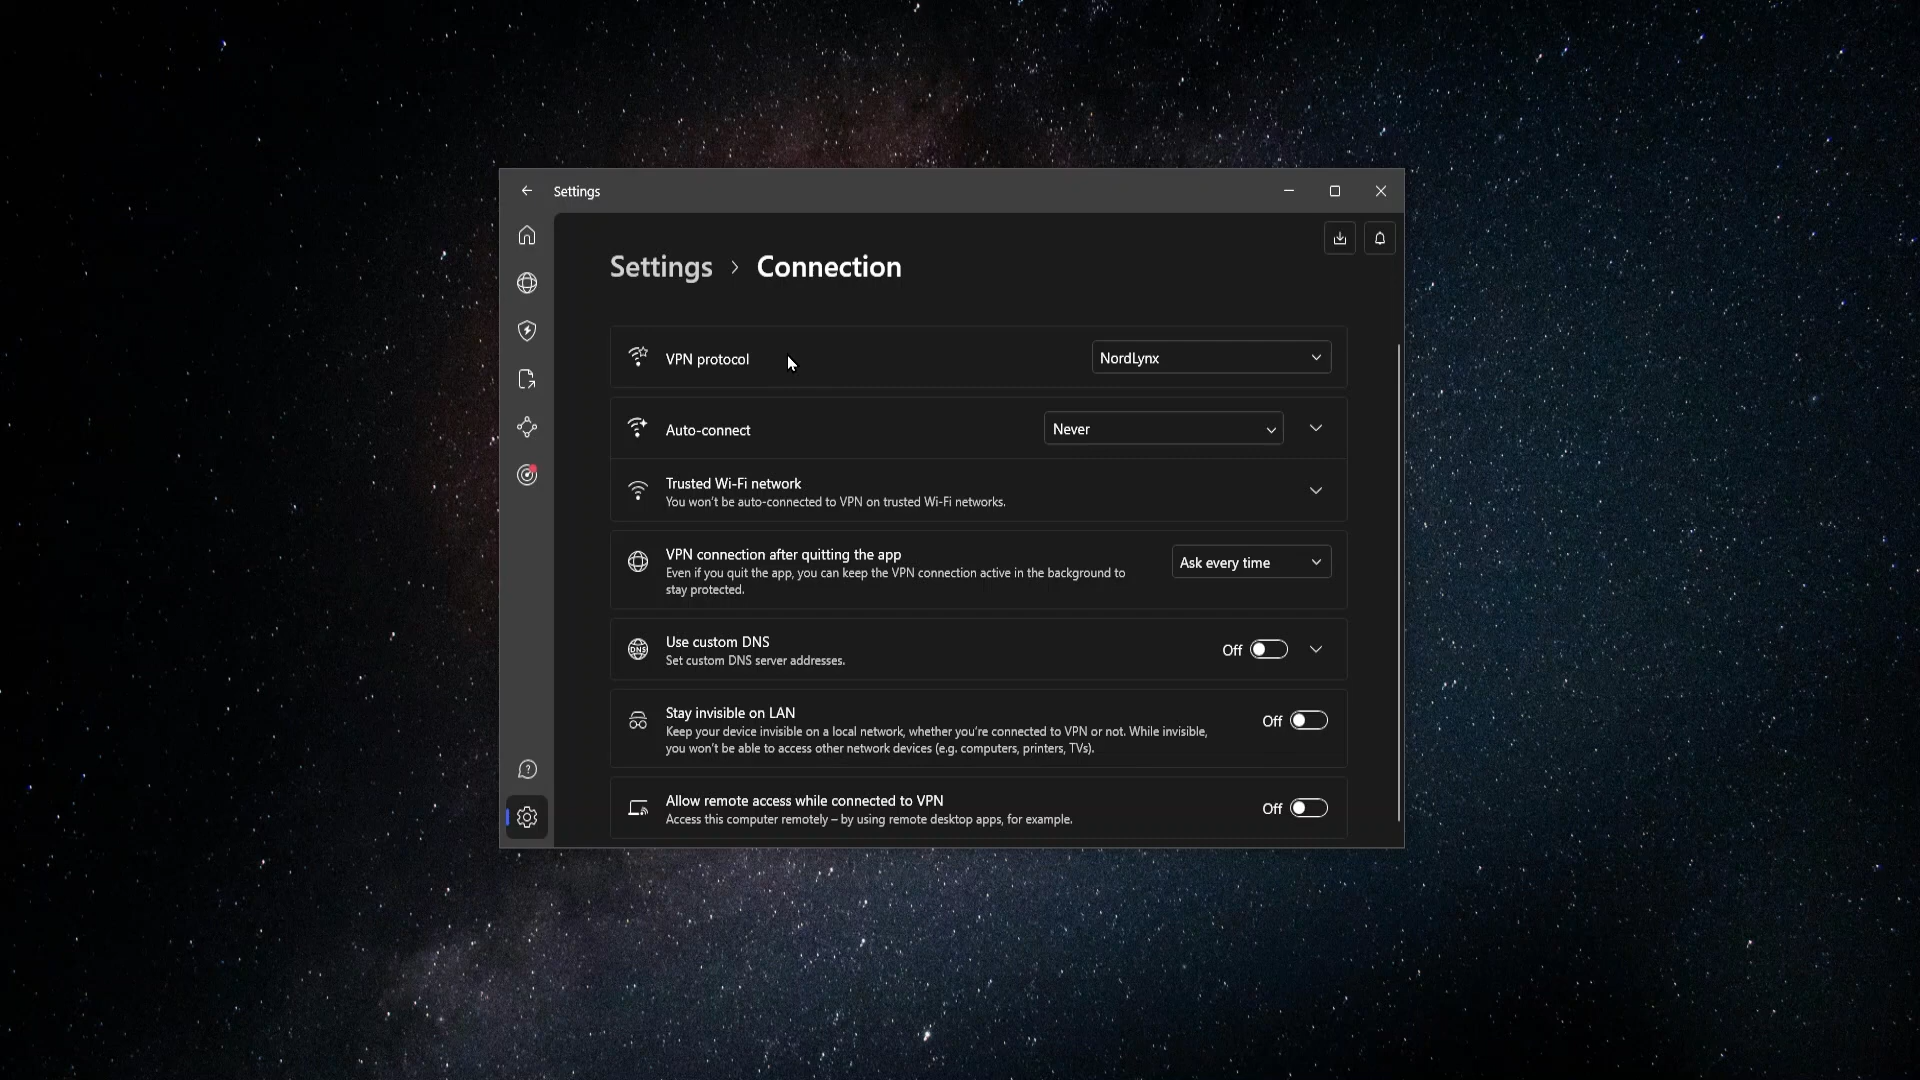 Settings
Settings > Connection
VPN protocol
NordLynx
Auto-connect
Never
Trusted Wi-Fi network
You won't be auto-connected to VPN on trusted Wi-Fi networks.
VPN connection after quitting the app
Even if you quit the app, you can keep the VPN connection active in the background to
stay protected.
Ask every time
Use custom DNS
Set custom DNS server addresses.
Off
DNS
Stay invisible on LAN
Keep your device invisible on a local network, whether you're connected to VPN or not. While invisible,
you won't be able to access other network devices (e.g. computers, printers, TVs).
Off
Allow remote access while connected to VPN
Access this computer remotely – by using remote desktop apps, for example.
Off